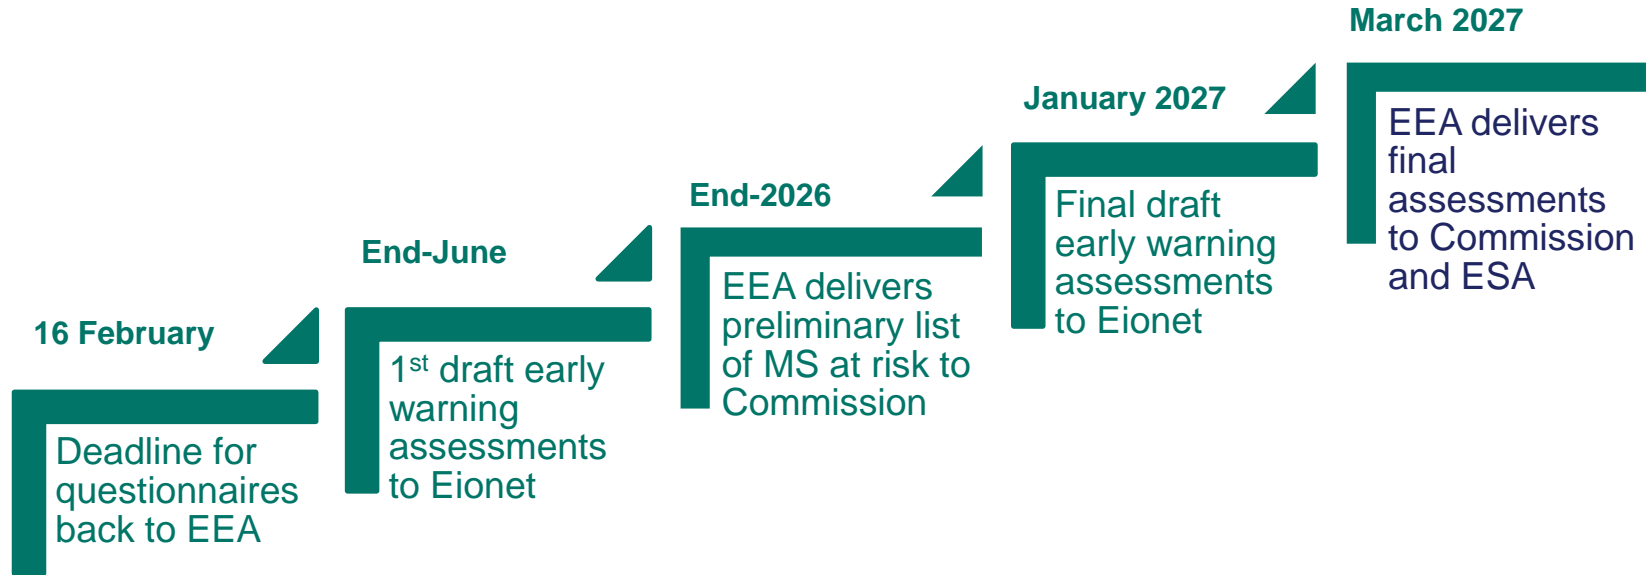 16 February
Deadline for
questionnaires
back to EEA
End-June
1st draft early
warning
assessments
to Eionet
End-2026
EEA delivers
preliminary list
of MS at risk to
Commission
January 2027
Final draft
early warning
assessments
to Eionet
March 2027
EEA delivers
final
assessments
to Commission
and ESA